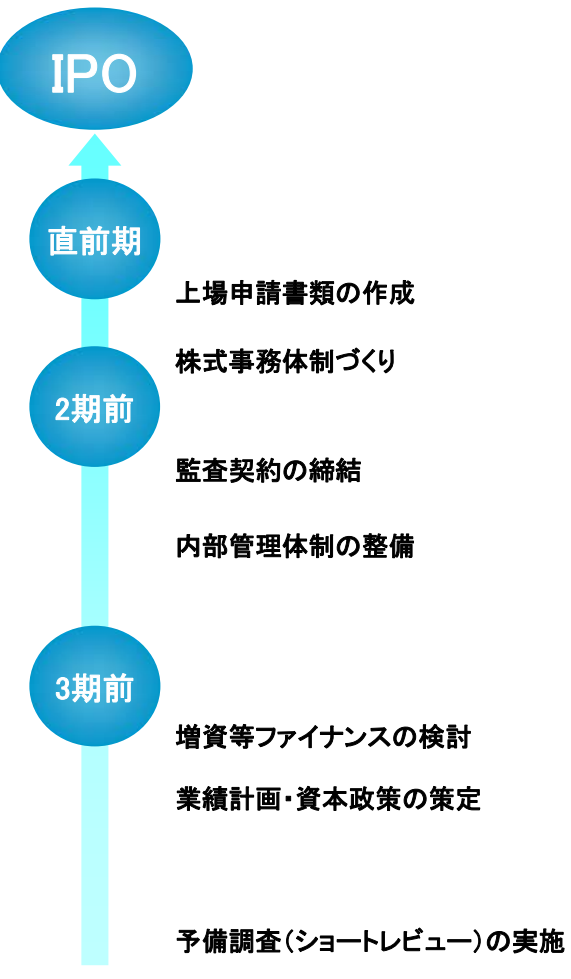 IPO
直前期
上場申請書類の作成
株式事務体制づくり
2期前
監査契約の締結
内部管理体制の整備
3期前
増資等ファイナンスの検討
業績計画・資本政策の策定
予備調査(ショートレビュー)の実施